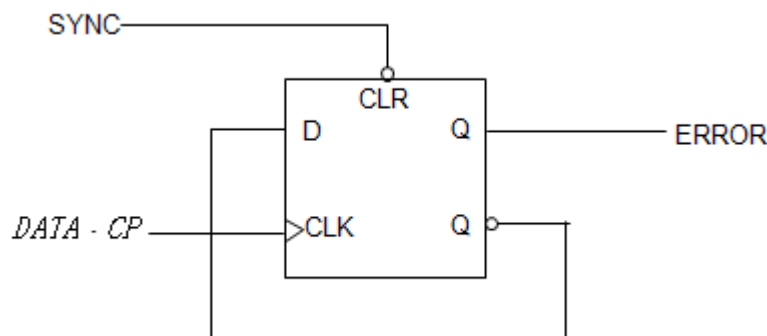 SYNC
CLR
D
Q
ERROR
DATA - CP
CLK
Q